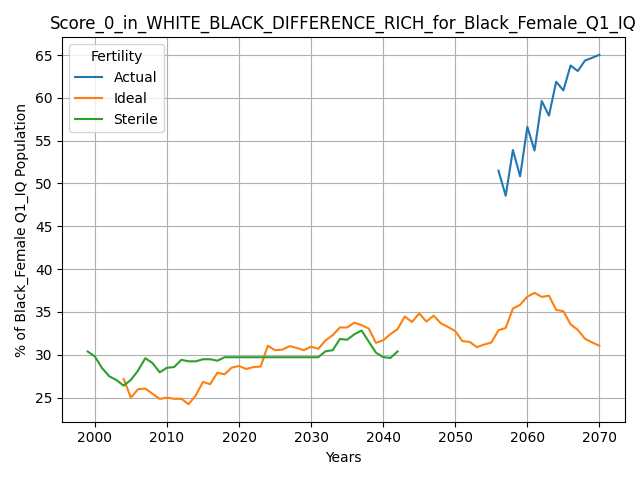 Score_0_in_WHITE_BLACK_DIFFERENCE_RICH_for_Black_Female_Q1_IQ
Fertility
Actual
Ideal
Sterile
% of Black_Female Q1_IQ Population
65
60
55
50
45
40
35
30
25
2000 2010 2020 2030 2040 2050 2060 2070
Years